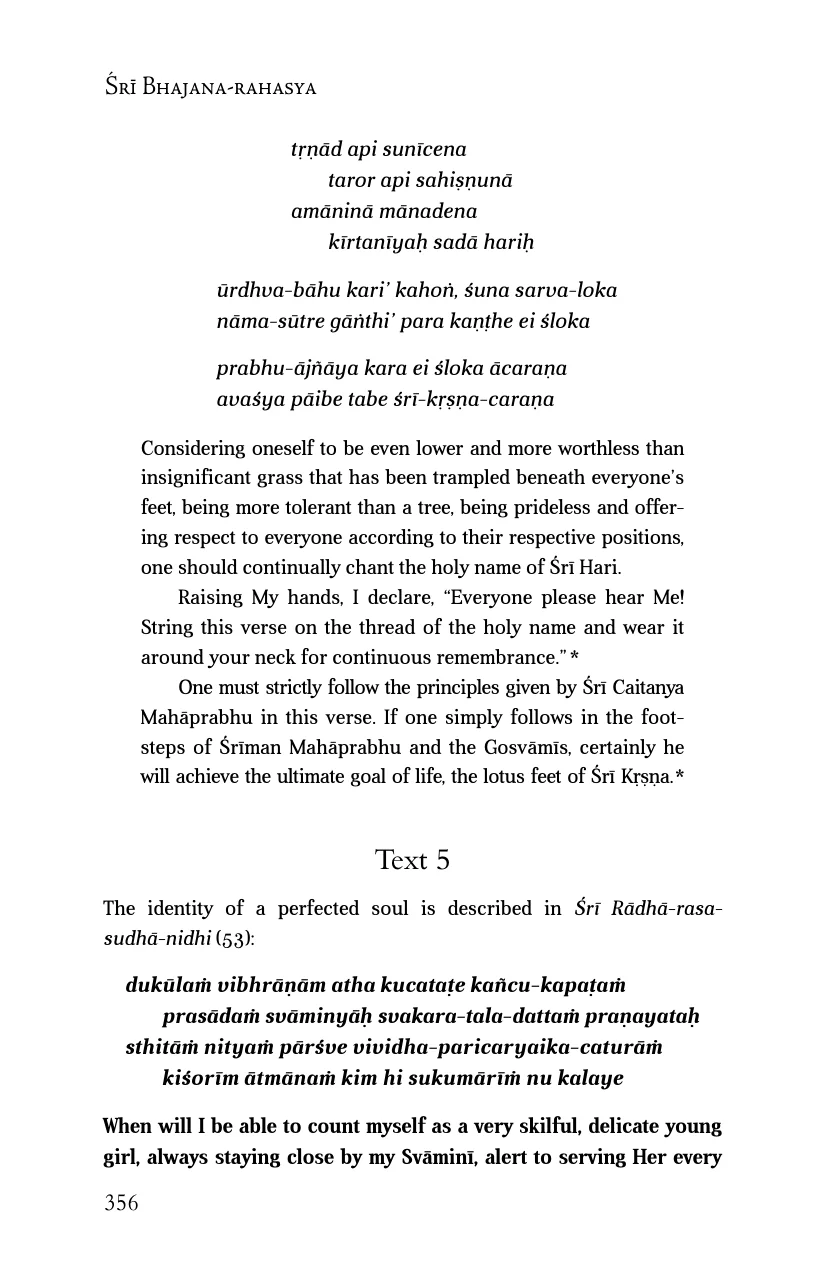 Śrī Bhajana-rahasya
tṛṇād api sunīcena
taror api sahiṣṇunā
amāninā mānadena
kīrtanīyaḥ sadā hariḥ
ūrdhva-bāhu kari’ kahoṅ, śuna sarva-loka
nāma-sūtre gāṅthi’ para kaṇṭhe ei śloka
prabhu-ājñāya kara ei śloka ācaraṇa
avaśya pāibe tabe śrī-kṛṣṇa-caraṇa
Considering oneself to be even lower and more worthless than
insignificant grass that has been trampled beneath everyone’s
feet, being more tolerant than a tree, being prideless and offer-
ing respect to everyone according to their respective positions,
one should continually chant the holy name of Śrī Hari.
Raising My hands, I declare, “Everyone please hear Me!
String this verse on the thread of the holy name and wear it
around your neck for continuous remembrance.”*
One must strictly follow the principles given by Śrī Caitanya
Mahāprabhu in this verse. If one simply follows in the foot-
steps of Śrīman Mahāprabhu and the Gosvāmīs, certainly he
will achieve the ultimate goal of life, the lotus feet of Śrī Kṛṣṇa.*
Text 5
The identity of a perfected soul is described in Śrī Rādhā-rasa-
sudhā-nidhi (53):
dukūlaṁ vibhrāṇām atha kucataṭe kañcu-kapaṭaṁ
prasādaṁ svāminyāḥ svakara-tala-dattaṁ praṇayataḥ
sthitāṁ nityaṁ pārśve vividha-paricaryaika-caturāṁ
kiśorīm ātmānaṁ kim hi sukumārīṁ nu kalaye
When will I be able to count myself as a very skilful, delicate young
girl, always staying close by my Svāminī, alert to serving Her every
356